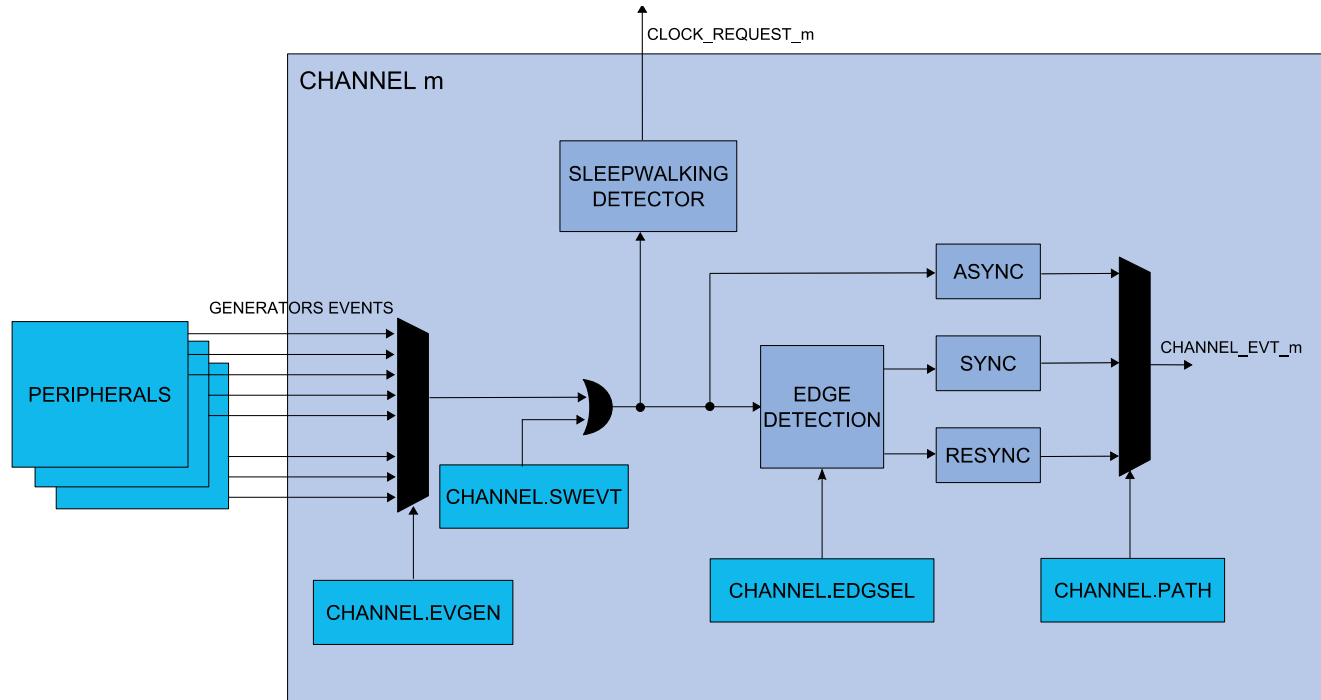 CLOCK_REQUEST_m
CHANNEL m
SLEEPWALKING
DETECTOR
ASYNC
GENERATORS EVENTS
PERIPHERALS
CHANNEL_EVT_m
SYNC
EDGE
DETECTION
RESYNC
CHANNEL.SWEVT
CHANNEL.EVGEN
CHANNEL.EDGSEL
CHANNEL.PATH